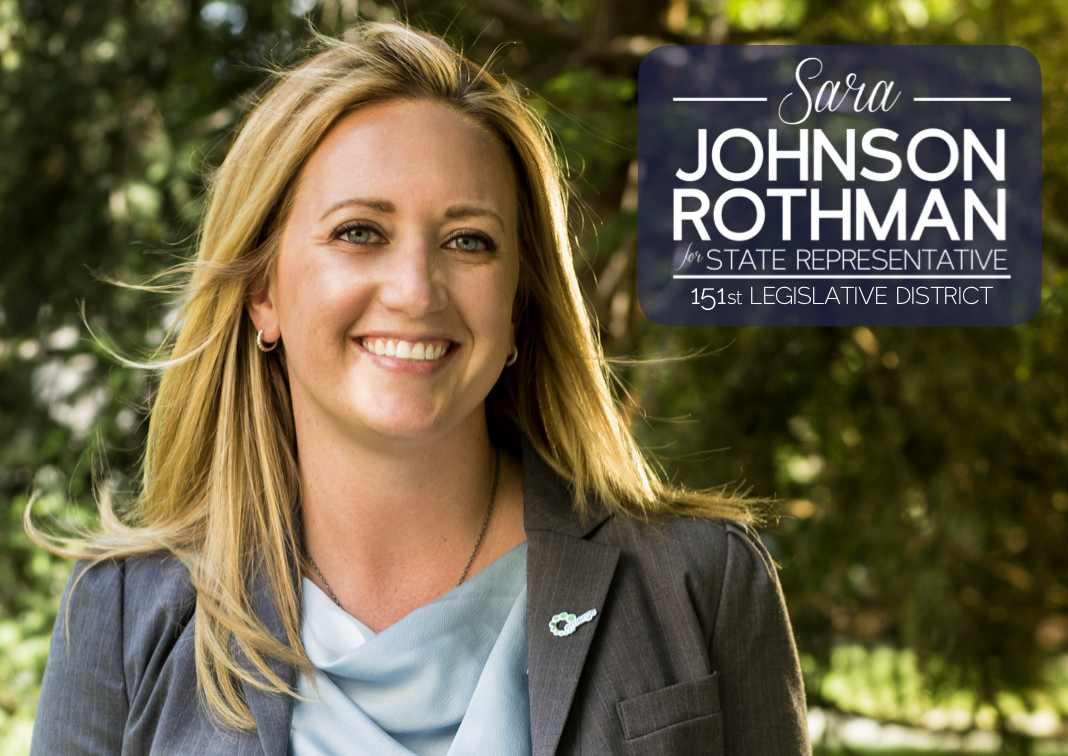 Sara
JOHNSON
ROTHMAN
for STATE REPRESENTATIVE
151st LEGISLATIVE DISTRICT